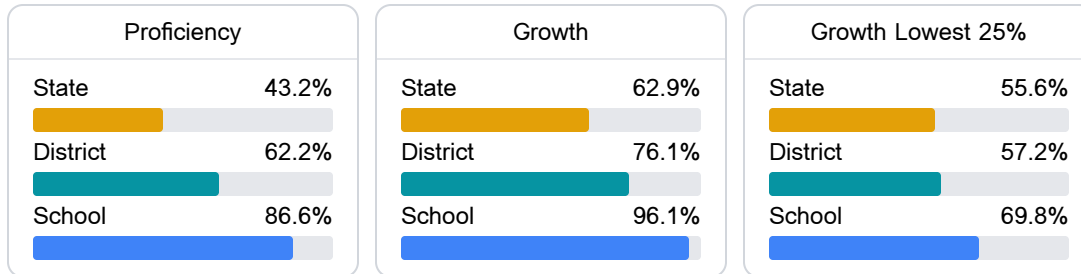 Proficiency
State 43.2%
District 62.2%
School 86.6%
Growth
State 62.9%
District 76.1%
School 96.1%
Growth Lowest 25%
State 55.6%
District 57.2%
School 69.8%